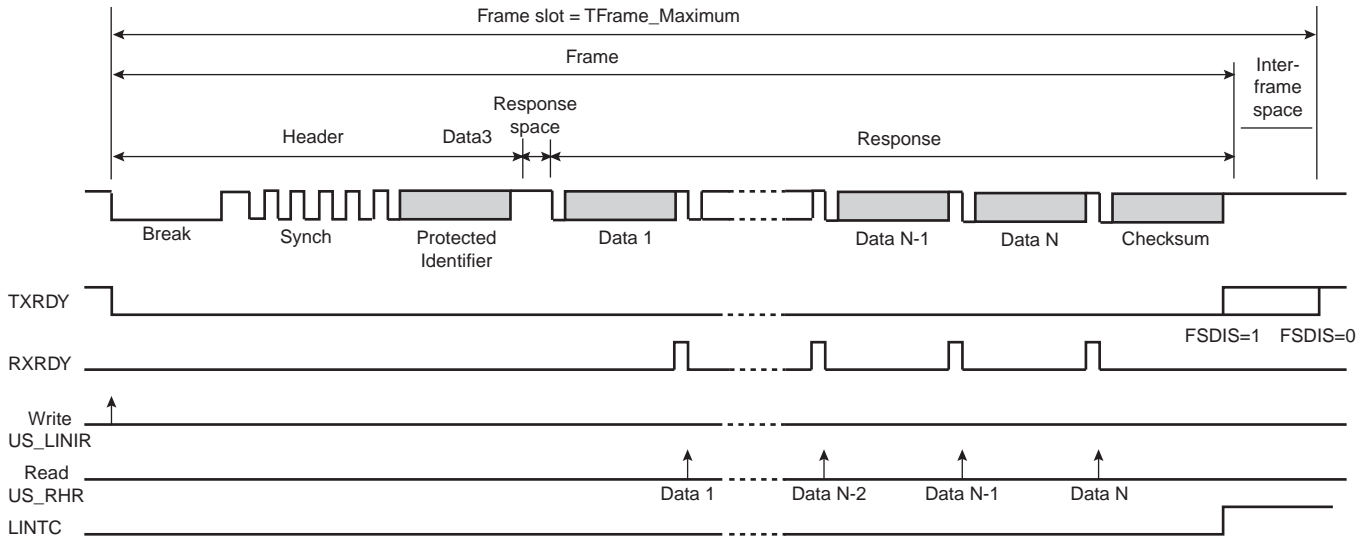 Frame slot = TFrame_Maximum
Frame
Inter-
frame
space
Response
space
Header
Data3
Response
Break
Synch
Protected
Identifier
Data 1
Data N-1
Data N
Checksum
TXRDY
FSDIS=1
FSDIS=0
RXRDY
Write
US_LINIR
Read
US_RHR
Data 1
Data N-2
Data N-1
Data N
LINTC